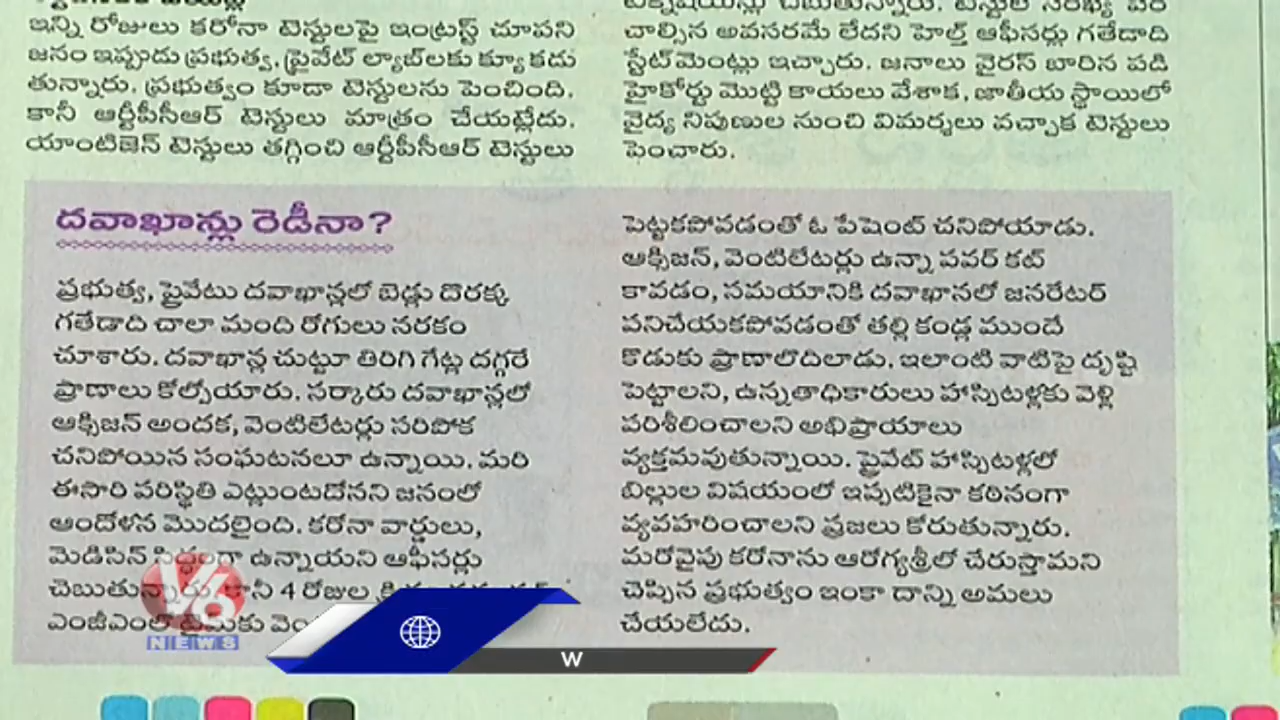 ఇన్ని రోజులు కరోనా టెస్టులపై ఇంట్రస్ట్ చూపని
జనం ఇప్పుడు ప్రభుత్వ, ప్రైవేట్ ల్యాబ్‌లకు క్యూ కడు
తున్నారు. ప్రభుత్వం కూడా టెస్టులను పెంచింది.
కానీ ఆర్టీపీసీఆర్ టెస్టులు మాత్రం చేయట్లేదు.
యాంటిజెన్ టెస్టులు తగ్గించి ఆర్టీపీసీఆర్ టెస్టులు
చాల్సిన అవసరమే లేదని హెల్త్ ఆఫీసర్లు గతేడాది
స్టేట్‌మెంట్లు ఇచ్చారు. జనాలు వైరస్ బారిన పడి
హైకోర్టు మొట్టి కాయలు వేశాక, జాతీయ స్థాయిలో
వైద్య నిపుణుల నుంచి విమర్శలు వచ్చాక టెస్టులు
పెంచారు.
దవాఖాన్లు రెడీనా?
ప్రభుత్వ, ప్రైవేటు దవాఖాన్లలో బెడ్లు దొరక్క
గతేడాది చాలా మంది రోగులు నరకం
చూశారు. దవాఖాన్ల చుట్టూ తిరిగి గేట్ల దగ్గరే
ప్రాణాలు కోల్పోయారు. సర్కారు దవాఖాన్లలో
ఆక్సిజన్ అందక, వెంటిలేటర్లు సరిపోక
చనిపోయిన సంఘటనలూ ఉన్నాయి. మరి
ఈసారి పరిస్థితి ఎట్లుంటదోనని జనంలో
ఆందోళన మొదలైంది. కరోనా వార్డులు,
మెడిసిన్ సిద్ధంగా ఉన్నాయని ఆఫీసర్లు
చెబుతున్నారు. కానీ 4 రోజుల
ఎంజీఎంలో టైమ్‌కు
పెట్టకపోవడంతో ఓ పేషెంట్ చనిపోయాడు.
ఆక్సీజన్, వెంటిలేటర్లు ఉన్నా పవర్ కట్
కావడం, సమయానికి దవాఖానలో జనరేటర్
పనిచేయకపోవడంతో తల్లి కండ్ల ముందే
కొడుకు ప్రాణాలొదిలాడు. ఇలాంటి వాటిపై దృష్టి
పెట్టాలని, ఉన్నతాధికారులు హాస్పిటళ్లకు వెళ్లి
పరిశీలించాలని అభిప్రాయాలు
వ్యక్తమవుతున్నాయి. ప్రైవేట్ హాస్పిటళ్లలో
బిల్లుల విషయంలో ఇప్పటికైనా కఠినంగా
వ్యవహరించాలని ప్రజలు కోరుతున్నారు.
మరోవైపు కరోనాను ఆరోగ్యశ్రీలో చేరుస్తామని
చెప్పిన ప్రభుత్వం ఇంకా దాన్ని అమలు
చేయలేదు.
V6
NEWS
W